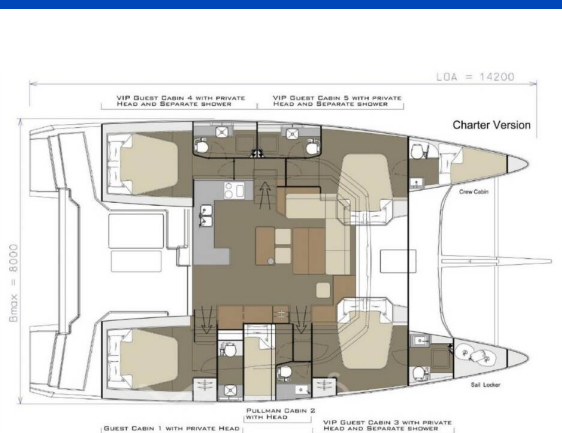 LOA = 14200
VIP Guest Cabin 4 with private
Head and Separate shower
VIP Guest Cabin 5 with private
Head and Separate shower
Charter Version
Crew Cabin
Bmax = 8000
Sail Locker
Pullman Cabin 2
with Head
Guest Cabin 1 with private Head
VIP Guest Cabin 3 with private
Head and Separate shower